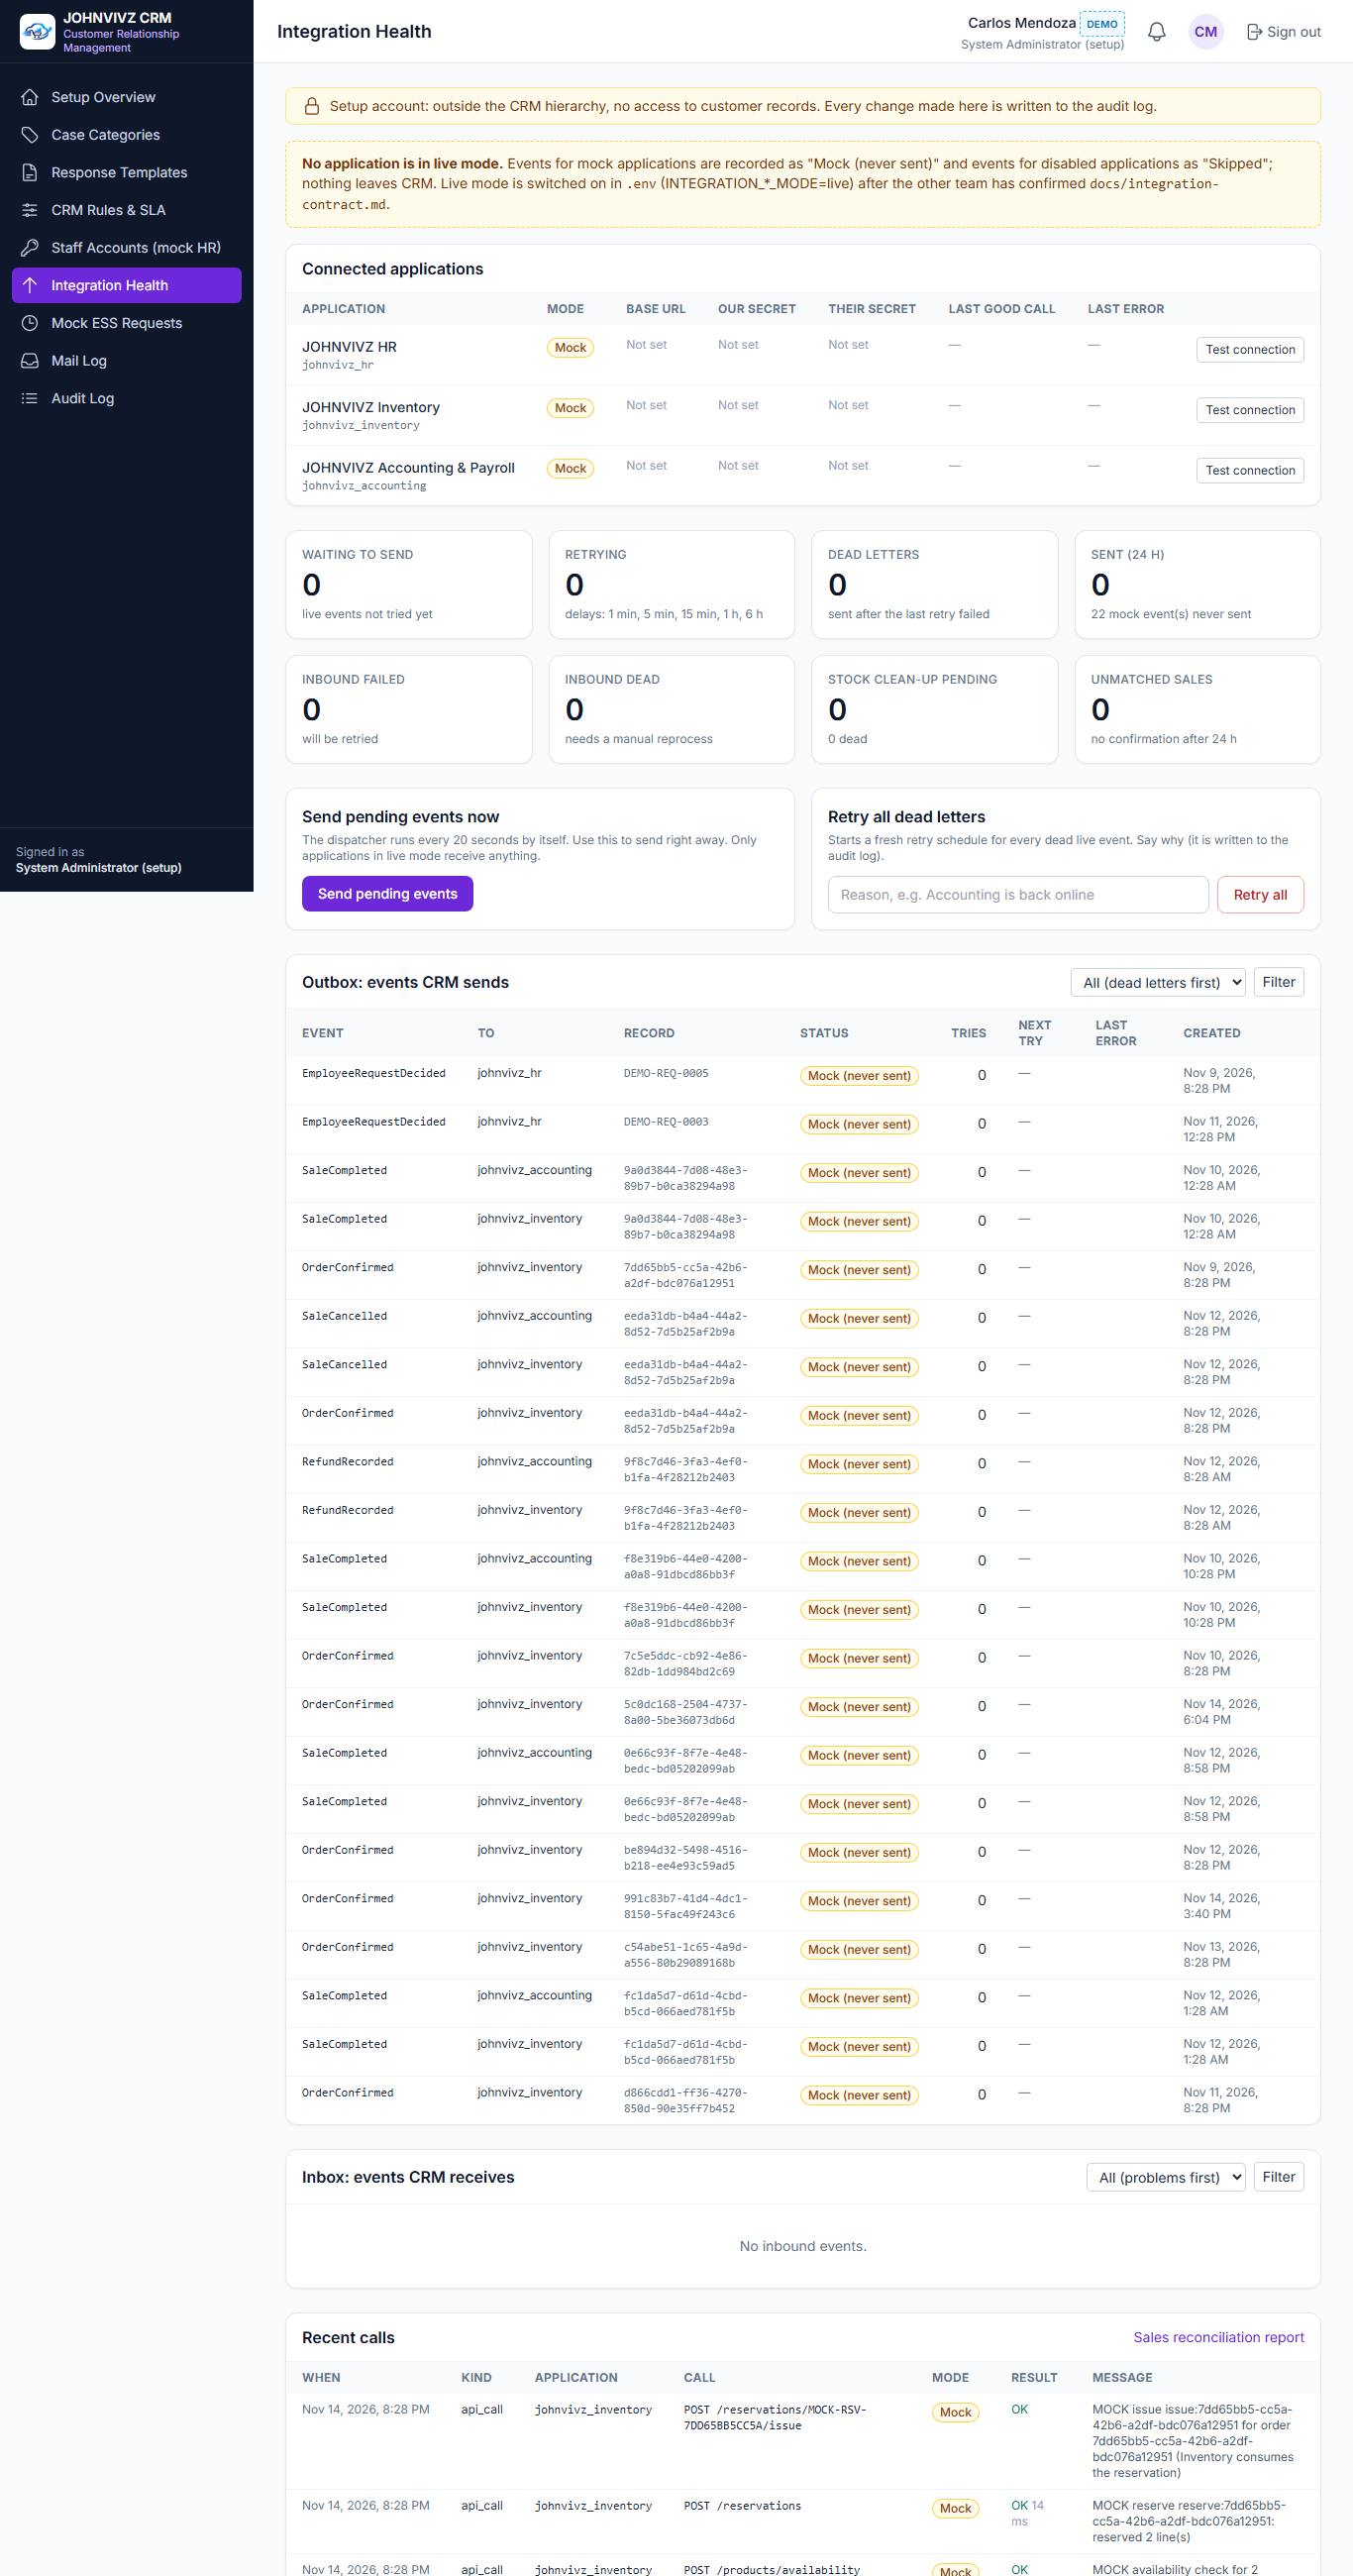 JOHNVIVZ CRM
Customer Relationship
Management
Setup Overview
Case Categories
Response Templates
CRM Rules & SLA
Staff Accounts (mock HR)
Integration Health
Mock ESS Requests
Mail Log
Audit Log
Signed in as
System Administrator (setup)
Integration Health
Carlos Mendoza DEMO
System Administrator (setup)
CM
Sign out
Setup account: outside the CRM hierarchy, no access to customer records. Every change made here is written to the audit log.
No application is in live mode. Events for mock applications are recorded as "Mock (never sent)" and events for disabled applications as "Skipped";
nothing leaves CRM. Live mode is switched on in .env (INTEGRATION_*_MODE=live) after the other team has confirmed docs/integration-
contract.md.
Connected applications
APPLICATION MODE BASE URL OUR SECRET THEIR SECRET LAST GOOD CALL LAST ERROR
JOHNVIVZ HR Mock Not set Not set Not set — — Test connection
johnvivz_hr
JOHNVIVZ Inventory Mock Not set Not set Not set — — Test connection
johnvivz_inventory
JOHNVIVZ Accounting & Payroll Mock Not set Not set Not set — — Test connection
johnvivz_accounting
WAITING TO SEND
0
live events not tried yet
RETRYING
0
delays: 1 min, 5 min, 15 min, 1 h, 6 h
DEAD LETTERS
0
sent after the last retry failed
SENT (24 H)
0
22 mock event(s) never sent
INBOUND FAILED
0
will be retried
INBOUND DEAD
0
needs a manual reprocess
STOCK CLEAN-UP PENDING
0
0 dead
UNMATCHED SALES
0
no confirmation after 24 h
Send pending events now
The dispatcher runs every 20 seconds by itself. Use this to send right away. Only
applications in live mode receive anything.
Send pending events
Retry all dead letters
Starts a fresh retry schedule for every dead live event. Say why (it is written to the
audit log).
Reason, e.g. Accounting is back online
Retry all
Outbox: events CRM sends
All (dead letters first) Filter
EVENT TO RECORD STATUS TRIES NEXT TRY LAST ERROR CREATED
EmployeeRequestDecided johnvivz_hr DEMO-REQ-0005 Mock (never sent) 0 — Nov 9, 2026,
8:28 PM
EmployeeRequestDecided johnvivz_hr DEMO-REQ-0003 Mock (never sent) 0 — Nov 11, 2026,
12:28 PM
SaleCompleted johnvivz_accounting 9a0d3844-7d08-48e3- Mock (never sent) 0 — Nov 10, 2026,
89b7-b0ca38294a98 12:28 AM
SaleCompleted johnvivz_inventory 9a0d3844-7d08-48e3- Mock (never sent) 0 — Nov 10, 2026,
89b7-b0ca38294a98 12:28 AM
OrderConfirmed johnvivz_inventory 7dd65bb5-cc5a-42b6- Mock (never sent) 0 — Nov 9, 2026,
a2df-bdc076a12951 8:28 PM
SaleCancelled johnvivz_accounting eeda31db-b4a4-44a2- Mock (never sent) 0 — Nov 12, 2026,
8d52-7d5b25af2b9a 8:28 PM
SaleCancelled johnvivz_inventory eeda31db-b4a4-44a2- Mock (never sent) 0 — Nov 12, 2026,
8d52-7d5b25af2b9a 8:28 PM
OrderConfirmed johnvivz_inventory eeda31db-b4a4-44a2- Mock (never sent) 0 — Nov 12, 2026,
8d52-7d5b25af2b9a 8:28 PM
RefundRecorded johnvivz_accounting 9f8c7d46-3fa3-4ef0- Mock (never sent) 0 — Nov 12, 2026,
b1fa-4f28212b2403 8:28 AM
RefundRecorded johnvivz_inventory 9f8c7d46-3fa3-4ef0- Mock (never sent) 0 — Nov 12, 2026,
b1fa-4f28212b2403 8:28 AM
SaleCompleted johnvivz_accounting f8e319b6-44e0-4200- Mock (never sent) 0 — Nov 10, 2026,
a0a8-91dbcd86bb3f 10:28 PM
SaleCompleted johnvivz_inventory f8e319b6-44e0-4200- Mock (never sent) 0 — Nov 10, 2026,
a0a8-91dbcd86bb3f 10:28 PM
OrderConfirmed johnvivz_inventory 7c5e5ddc-cb92-4e86- Mock (never sent) 0 — Nov 10, 2026,
82db-1dd984bd2c69 8:28 PM
OrderConfirmed johnvivz_inventory 5c0dc168-2504-4737- Mock (never sent) 0 — Nov 14, 2026,
8a00-5be36073db6d 6:04 PM
SaleCompleted johnvivz_accounting 0e66c93f-8f7e-4e48- Mock (never sent) 0 — Nov 12, 2026,
bedc-bd05202099ab 8:58 PM
SaleCompleted johnvivz_inventory 0e66c93f-8f7e-4e48- Mock (never sent) 0 — Nov 12, 2026,
bedc-bd05202099ab 8:58 PM
OrderConfirmed johnvivz_inventory be894d32-5498-4516- Mock (never sent) 0 — Nov 12, 2026,
b218-ee4e93c59ad5 8:28 PM
OrderConfirmed johnvivz_inventory 991c83b7-41d4-4dc1- Mock (never sent) 0 — Nov 14, 2026,
8150-5fac49f243c6 3:40 PM
OrderConfirmed johnvivz_inventory c54abe51-1c65-4a9d- Mock (never sent) 0 — Nov 13, 2026,
a556-80b29089168b 8:28 PM
SaleCompleted johnvivz_accounting fc1da5d7-d61d-4cbd- Mock (never sent) 0 — Nov 12, 2026,
b5cd-066aed781f5b 1:28 AM
SaleCompleted johnvivz_inventory fc1da5d7-d61d-4cbd- Mock (never sent) 0 — Nov 12, 2026,
b5cd-066aed781f5b 1:28 AM
OrderConfirmed johnvivz_inventory d866cdd1-ff36-4270- Mock (never sent) 0 — Nov 11, 2026,
850d-90e35ff7b452 8:28 PM
Inbox: events CRM receives
All (problems first) Filter
No inbound events.
Recent calls
Sales reconciliation report
WHEN KIND APPLICATION CALL MODE RESULT MESSAGE
Nov 14, 2026, 8:28 PM api_call johnvivz_inventory POST /reservations/MOCK-RSV- Mock OK MOCK issue issue:7dd65bb5-cc5a-
7DD65BB5CC5A/issue 42b6-a2df-bdc076a12951 for order
7dd65bb5-cc5a-42b6-a2df-
bdc076a12951 (Inventory consumes
the reservation)
Nov 14, 2026, 8:28 PM api_call johnvivz_inventory POST /reservations Mock OK 14 MOCK reserve reserve:7dd65bb5-
ms cc5a-42b6-a2df-bdc076a12951:
reserved 2 line(s)
Nov 14, 2026, 8:28 PM api_call johnvivz_inventory POST /products/availability Mock OK MOCK availability check for 2